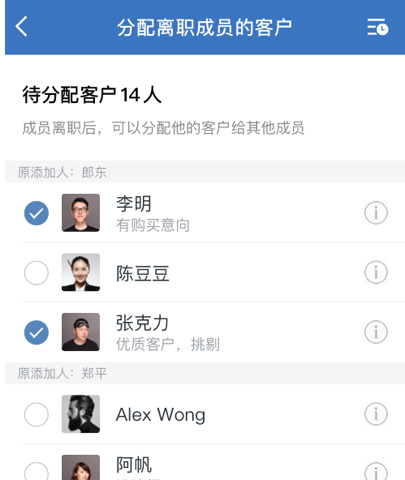 分配离职成员的客户
待分配客户14人
成员离职后，可以分配他的客户给其他成员
原添加人：郎东
李明
有购买意向
陈豆豆
张克力
优质客户，挑剔
原添加人：郑平
Alex Wong
阿帆